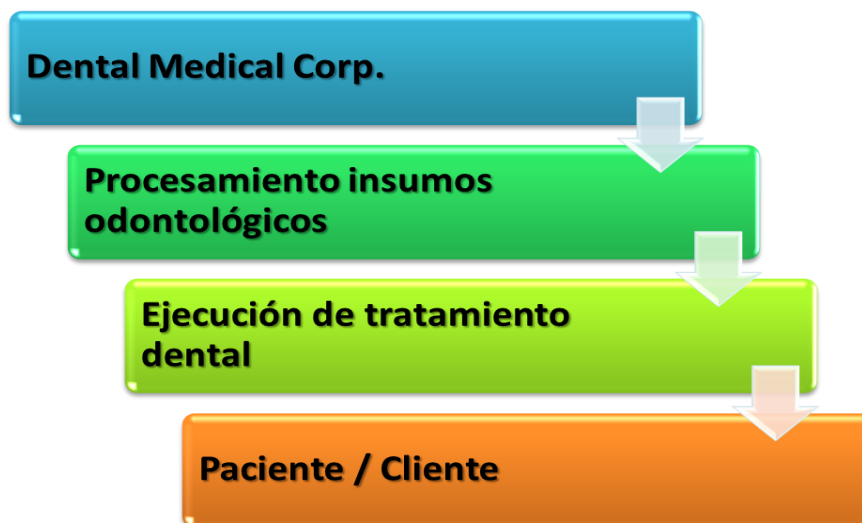 Dental Medical Corp.
Procesamiento insumos
odontológicos
Ejecución de tratamiento
dental
Paciente / Cliente